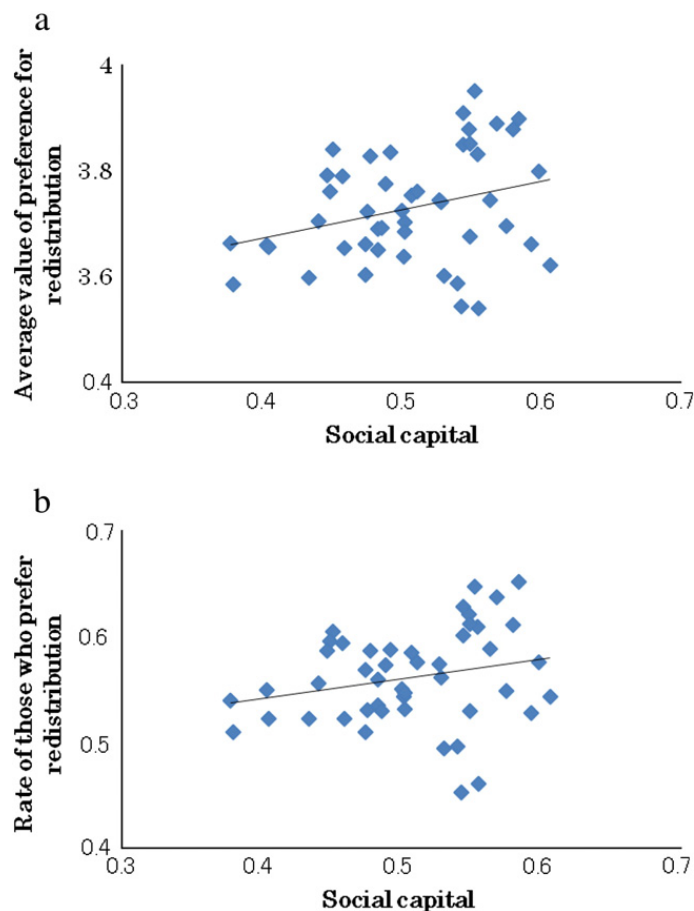 a
Average value of preference for
redistribution
4
3.8
3.6
0.4
0.3
0.4
0.5
0.6
0.7
Social capital
b
Rate of those who prefer
redistribution
0.7
0.6
0.5
0.4
0.3
0.4
0.5
0.6
0.7
Social capital